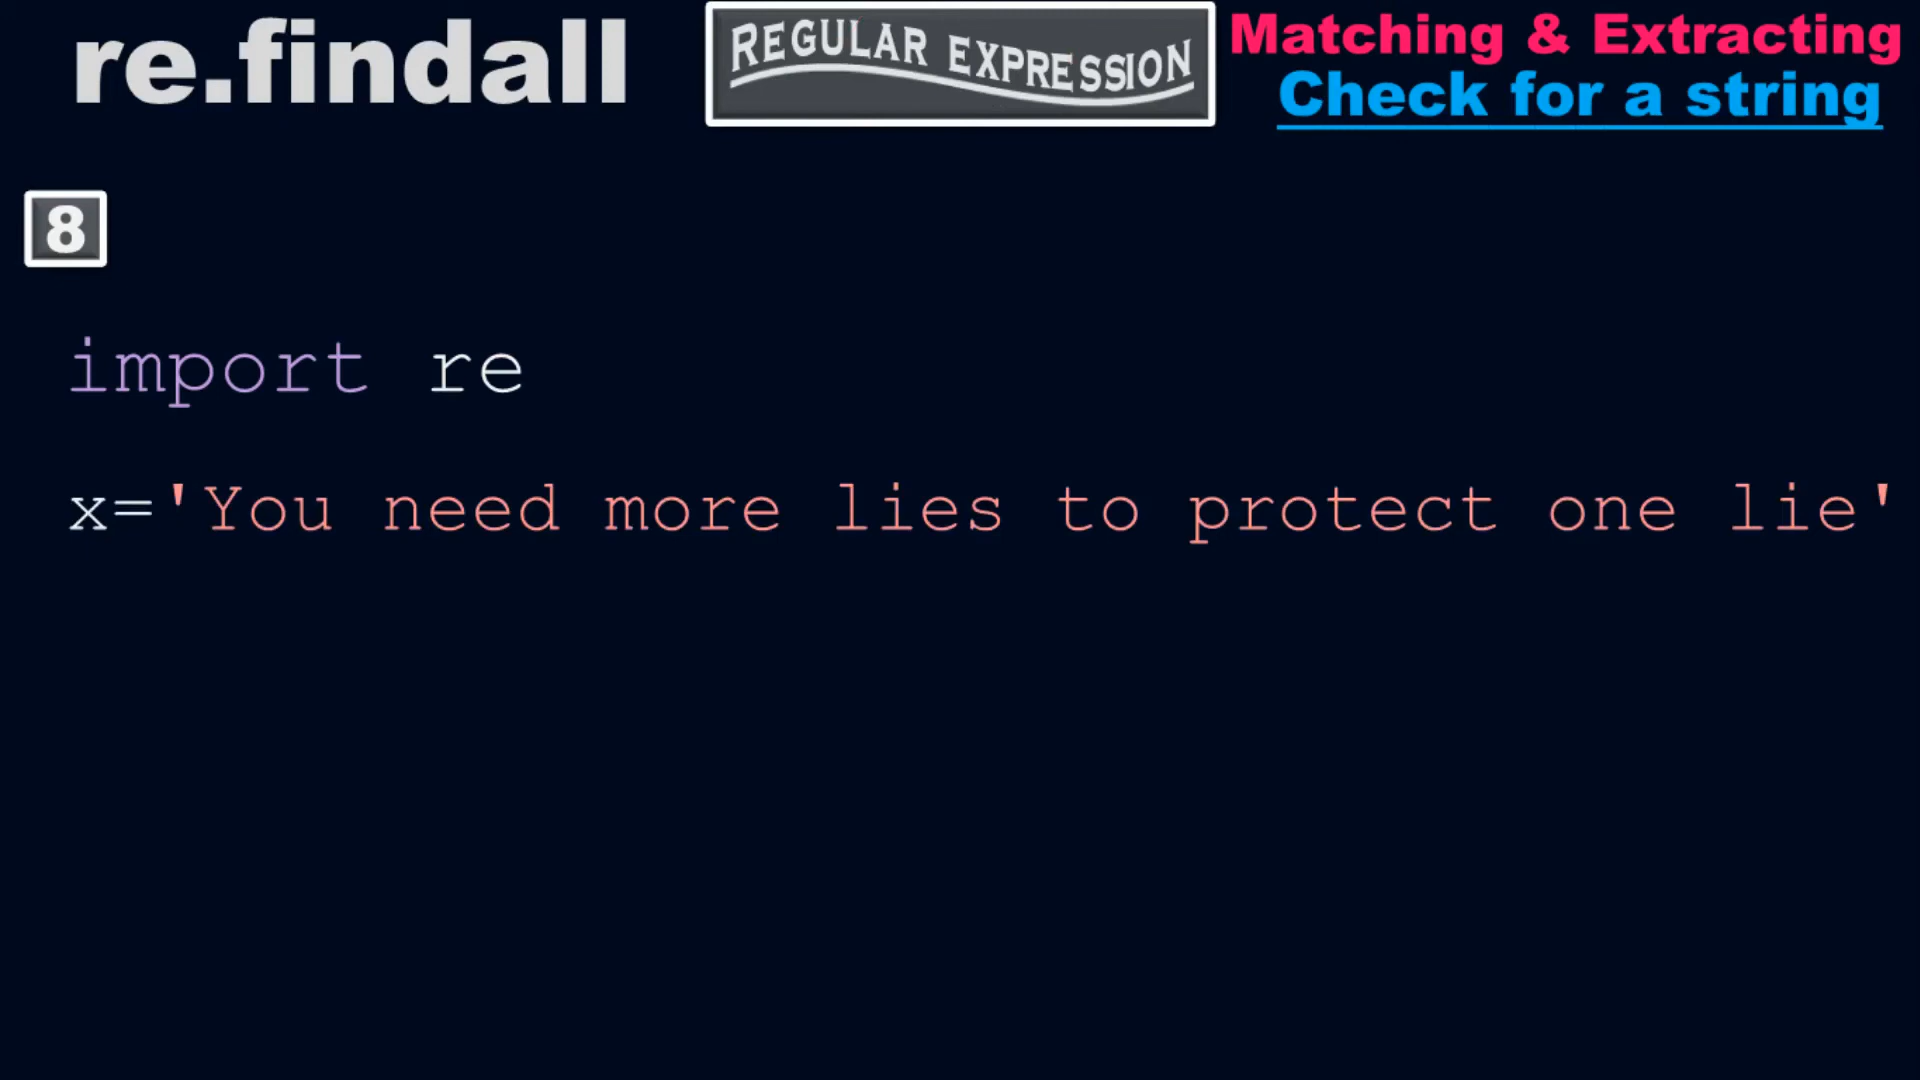 re.findall
REGULAR EXPRESSION
Matching & Extracting
Check for a string
8
import re
x='You need more lies to protect one lie'